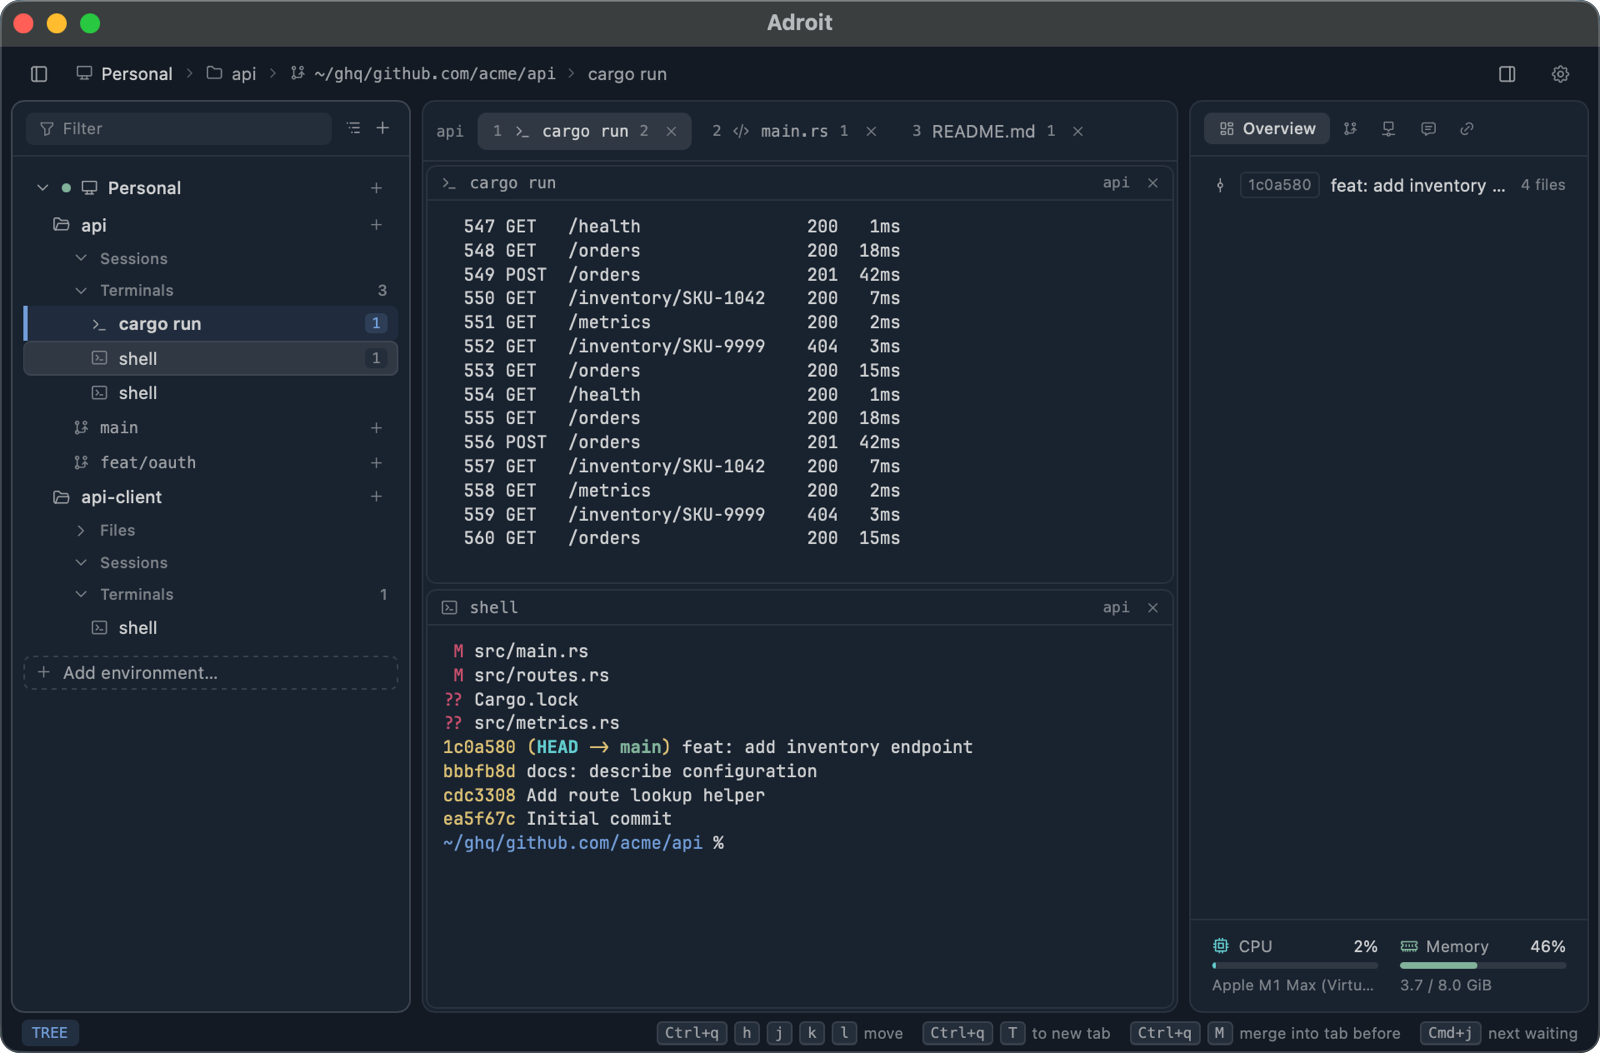 Adroit
Personal > api > ~/ghq/github.com/acme/api > cargo run
Filter
Personal
api
Sessions
Terminals 3
cargo run 1
shell 1
shell
main
feat/oauth
api-client
Files
Sessions
Terminals 1
shell
+ Add environment...
api 1 >_ cargo run 2 × 2 </> main.rs 1 × 3 README.md 1 ×
>_ cargo run api ×
547 GET /health 200 1ms
548 GET /orders 200 18ms
549 POST /orders 201 42ms
550 GET /inventory/SKU-1042 200 7ms
551 GET /metrics 200 2ms
552 GET /inventory/SKU-9999 404 3ms
553 GET /orders 200 15ms
554 GET /health 200 1ms
555 GET /orders 200 18ms
556 POST /orders 201 42ms
557 GET /inventory/SKU-1042 200 7ms
558 GET /metrics 200 2ms
559 GET /inventory/SKU-9999 404 3ms
560 GET /orders 200 15ms
shell api ×
M src/main.rs
M src/routes.rs
?? Cargo.lock
?? src/metrics.rs
1c0a580 (HEAD -> main) feat: add inventory endpoint
bbbfb8d docs: describe configuration
cdc3308 Add route lookup helper
ea5f67c Initial commit
~/ghq/github.com/acme/api %
Overview
1c0a580 feat: add inventory ... 4 files
CPU 2% Memory 46%
Apple M1 Max (Virtu... 3.7 / 8.0 GiB
TREE Ctrl+q h j k l move Ctrl+q T to new tab Ctrl+q M merge into tab before Cmd+j next waiting